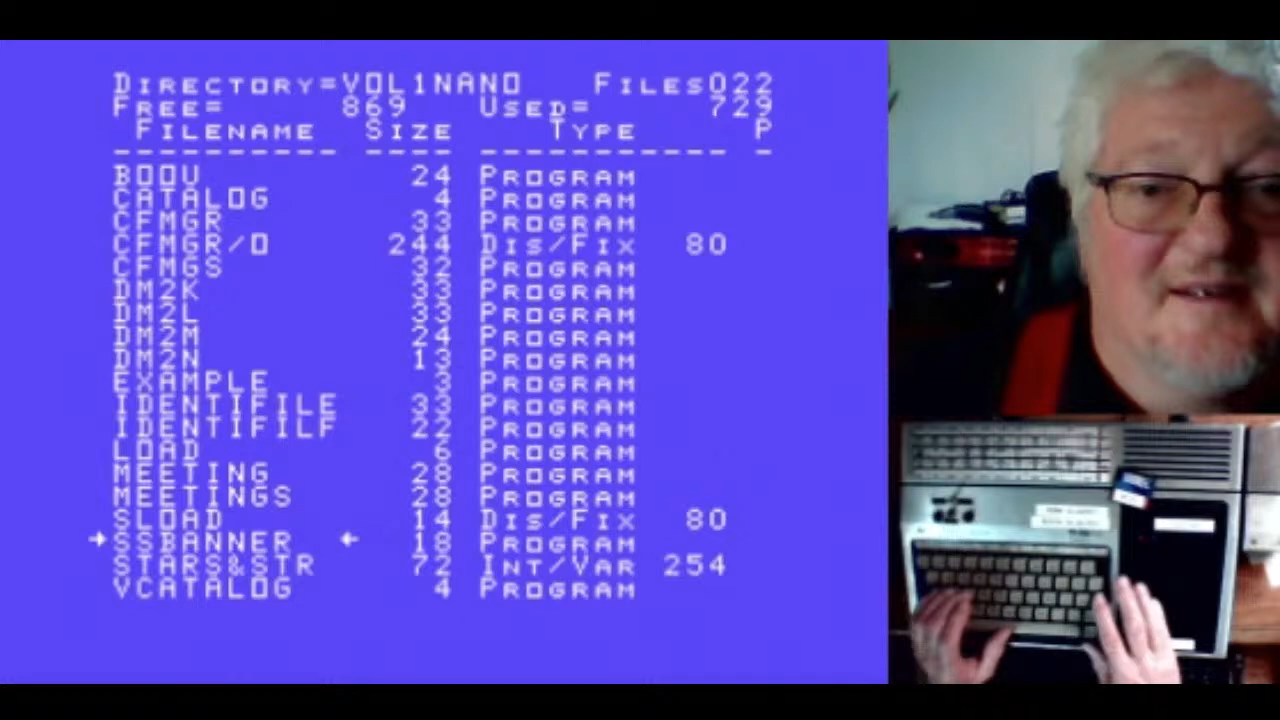 DIRECTORY=VOL1NANO FILES022
FREE= 869 USED= 729
FILENAME SIZE TYPE P
---------- ---- ----------- -
BOOU 24 PROGRAM
CATALOG 4 PROGRAM
CFMGR 33 PROGRAM
CFMGR/O 244 DIS/FIX 80
CFMGS 32 PROGRAM
DM2K 33 PROGRAM
DM2L 33 PROGRAM
DM2M 24 PROGRAM
DM2N 13 PROGRAM
EXAMPLE 3 PROGRAM
IDENTIFILE 33 PROGRAM
IDENTIFILF 22 PROGRAM
LOAD 6 PROGRAM
MEETING 28 PROGRAM
MEETINGS 28 PROGRAM
SLOAD 14 DIS/FIX 80
→SSBANNER ← 18 PROGRAM
STARS&STR 72 INT/VAR 254
VCATALOG 4 PROGRAM